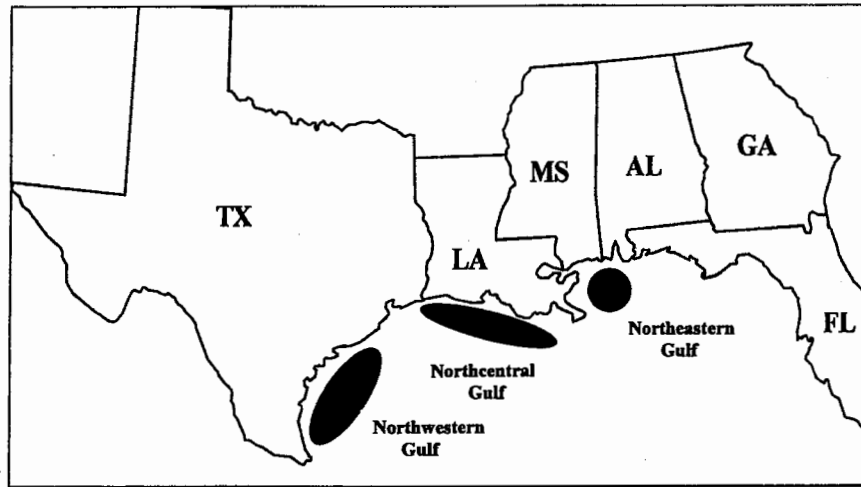 TX
LA
MS
AL
GA
FL
Northeastern
Gulf
Northcentral
Gulf
Northwestern
Gulf